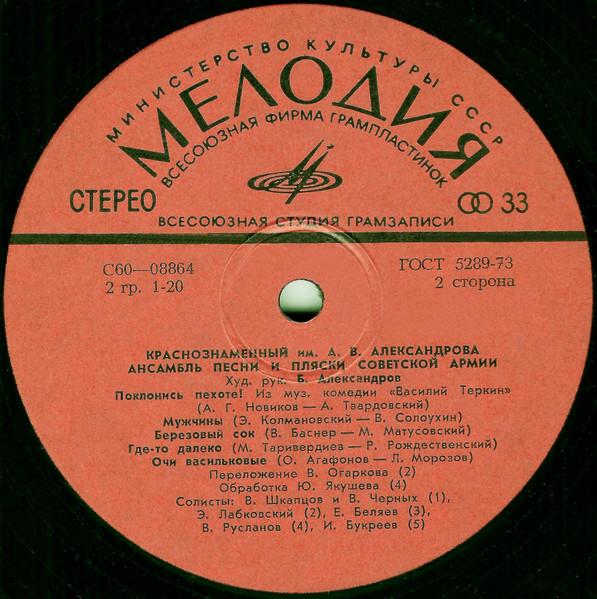 МИНИСТЕРСТВО КУЛЬТУРЫ СССР
МЕЛОДИЯ
ВСЕСОЮЗНАЯ ФИРМА ГРАМПЛАСТИНОК
СТЕРЕО 33
ВСЕСОЮЗНАЯ СТУДИЯ ГРАМЗАПИСИ
С60—08864 ГОСТ 5289-73
2 гр. 1-20 2 сторона
КРАСНОЗНАМЕННЫЙ им. А. В. АЛЕКСАНДРОВА
АНСАМБЛЬ ПЕСНИ И ПЛЯСКИ СОВЕТСКОЙ АРМИИ
Худ. рук. Б. Александров
Поклонись пехоте! Из муз. комедии «Василий Теркин»
(А. Г. Новиков—А. Твардовский)
Мужчины (Э. Колмановский—В. Солоухин)
Березовый сок (В. Баснер—М. Матусовский)
Где-то далеко (М. Таривердиев—Р. Рождественский)
Очи васильковые (О. Агафонов—Л. Морозов)
Переложение В. Огаркова (2)
Обработка Ю. Якушева (4)
Солисты: В. Шкапцов и В. Черных (1),
Э. Лабковский (2), Е. Беляев (3),
В. Русланов (4), И. Букреев (5)